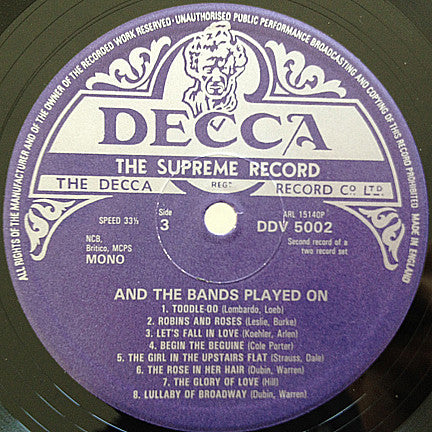 ALL RIGHTS OF THE MANUFACTURER AND OF THE OWNER OF THE RECORDED WORK RESERVED · UNAUTHORISED PUBLIC PERFORMANCE BROADCASTING AND COPYING OF THIS RECORD PROHIBITED MADE IN ENGLAND
DECCA
THE SUPREME RECORD
THE DECCA REGD RECORD CO LTD
SPEED 33⅓
Side
3
ARL 15140P
DDV 5002
NCB,
Britico, MCPS
MONO
Second record of a
two record set
AND THE BANDS PLAYED ON
1. TOODLE-OO (Lombardo, Loeb)
2. ROBINS AND ROSES (Leslie, Burke)
3. LET'S FALL IN LOVE (Koehler, Arlen)
4. BEGIN THE BEGUINE (Cole Porter)
5. THE GIRL IN THE UPSTAIRS FLAT (Strauss, Dale)
6. THE ROSE IN HER HAIR (Dubin, Warren)
7. THE GLORY OF LOVE (Hill)
8. LULLABY OF BROADWAY (Dubin, Warren)